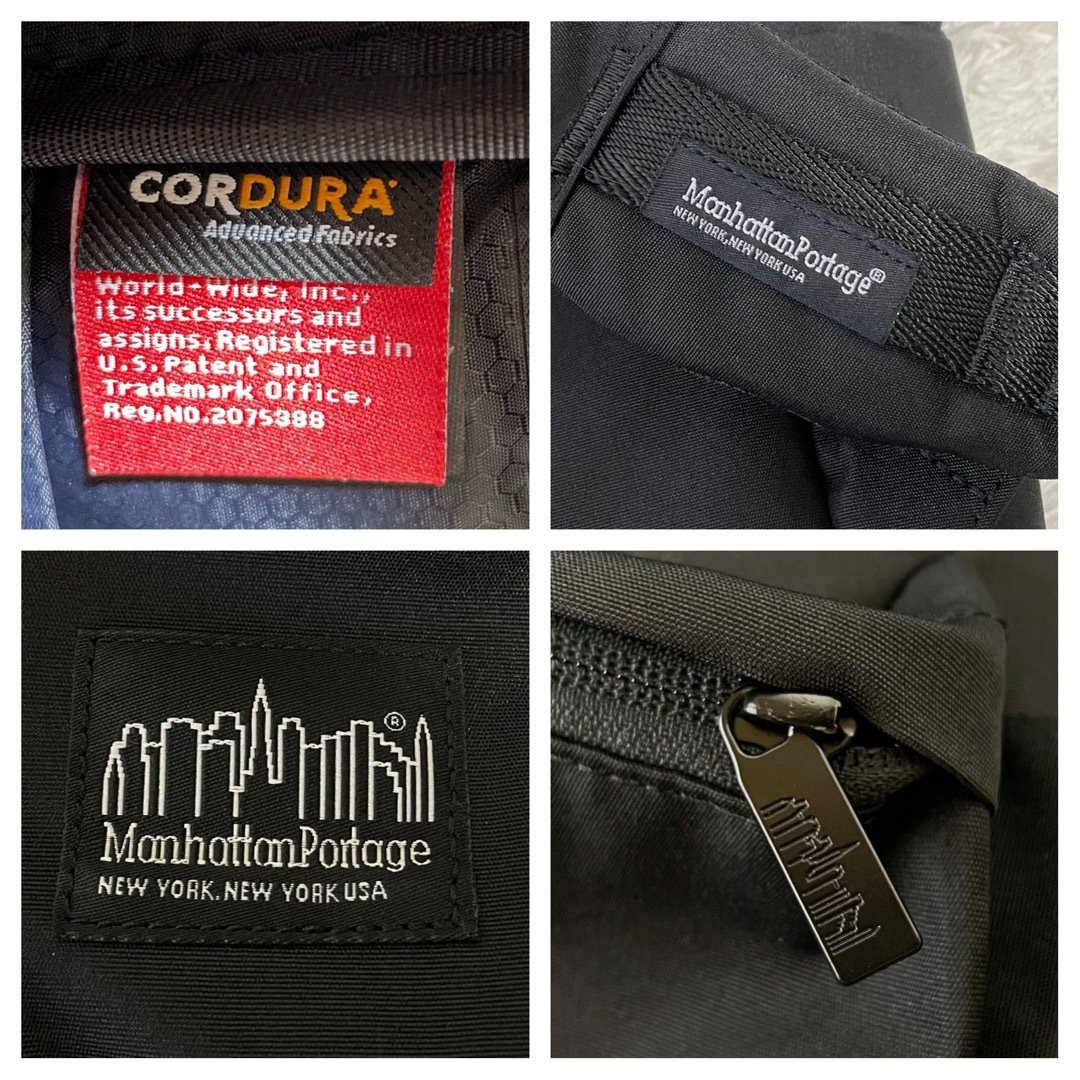 CORDURA®
Advanced Fabrics
World-Wide, Inc.,
its successors and
assigns. Registered in
U.S. Patent and
Trademark Office,
Reg.NO.2075388
ManhattanPortage®
NEW YORK, NEW YORK USA
®
ManhattanPortage
NEW YORK, NEW YORK USA